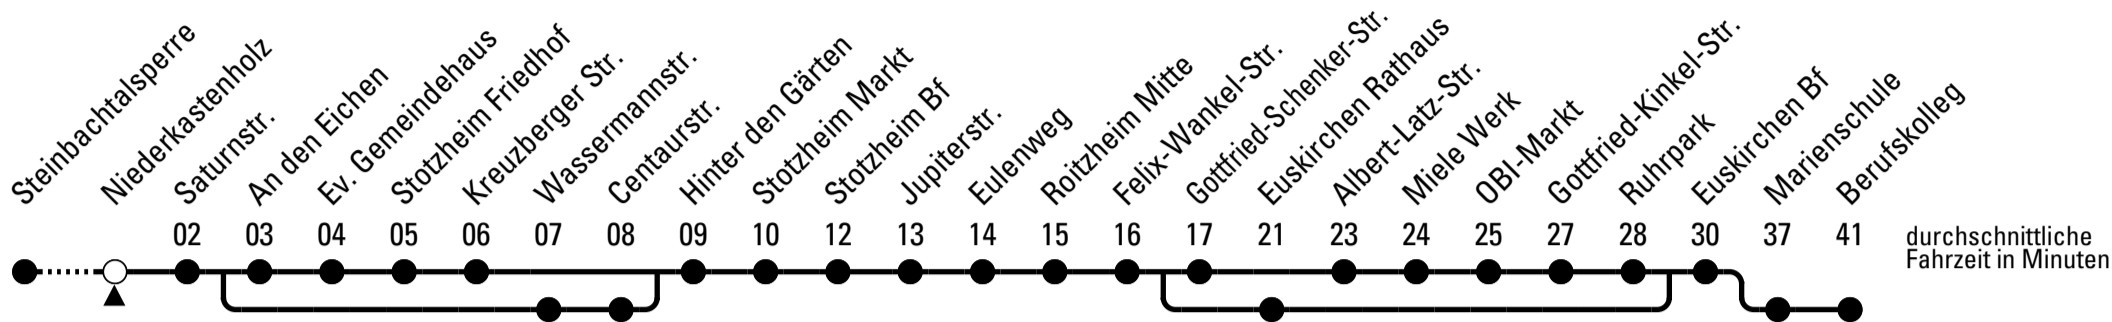 Steinbachtalsperre
Niederkastenholz
Saturnstr.
An den Eichen
Ev. Gemeindehaus
Stotzheim Friedhof
Kreuzberger Str.
Wassermannstr.
Centaurstr.
Hinter den Gärten
Stotzheim Markt
Stotzheim Bf
Jupiterstr.
Eulenweg
Roitzheim Mitte
Felix-Wankel-Str.
Gottfried-Schenker-Str.
Euskirchen Rathaus
Albert-Latz-Str.
Miele Werk
OBI-Markt
Gottfried-Kinkel-Str.
Ruhrpark
Euskirchen Bf
Marienschule
Berufskolleg
02 03 04 05 06 07 08 09 10 12 13 14 15 16 17 21 23 24 25 27 28 30 37 41
durchschnittliche
Fahrzeit in Minuten